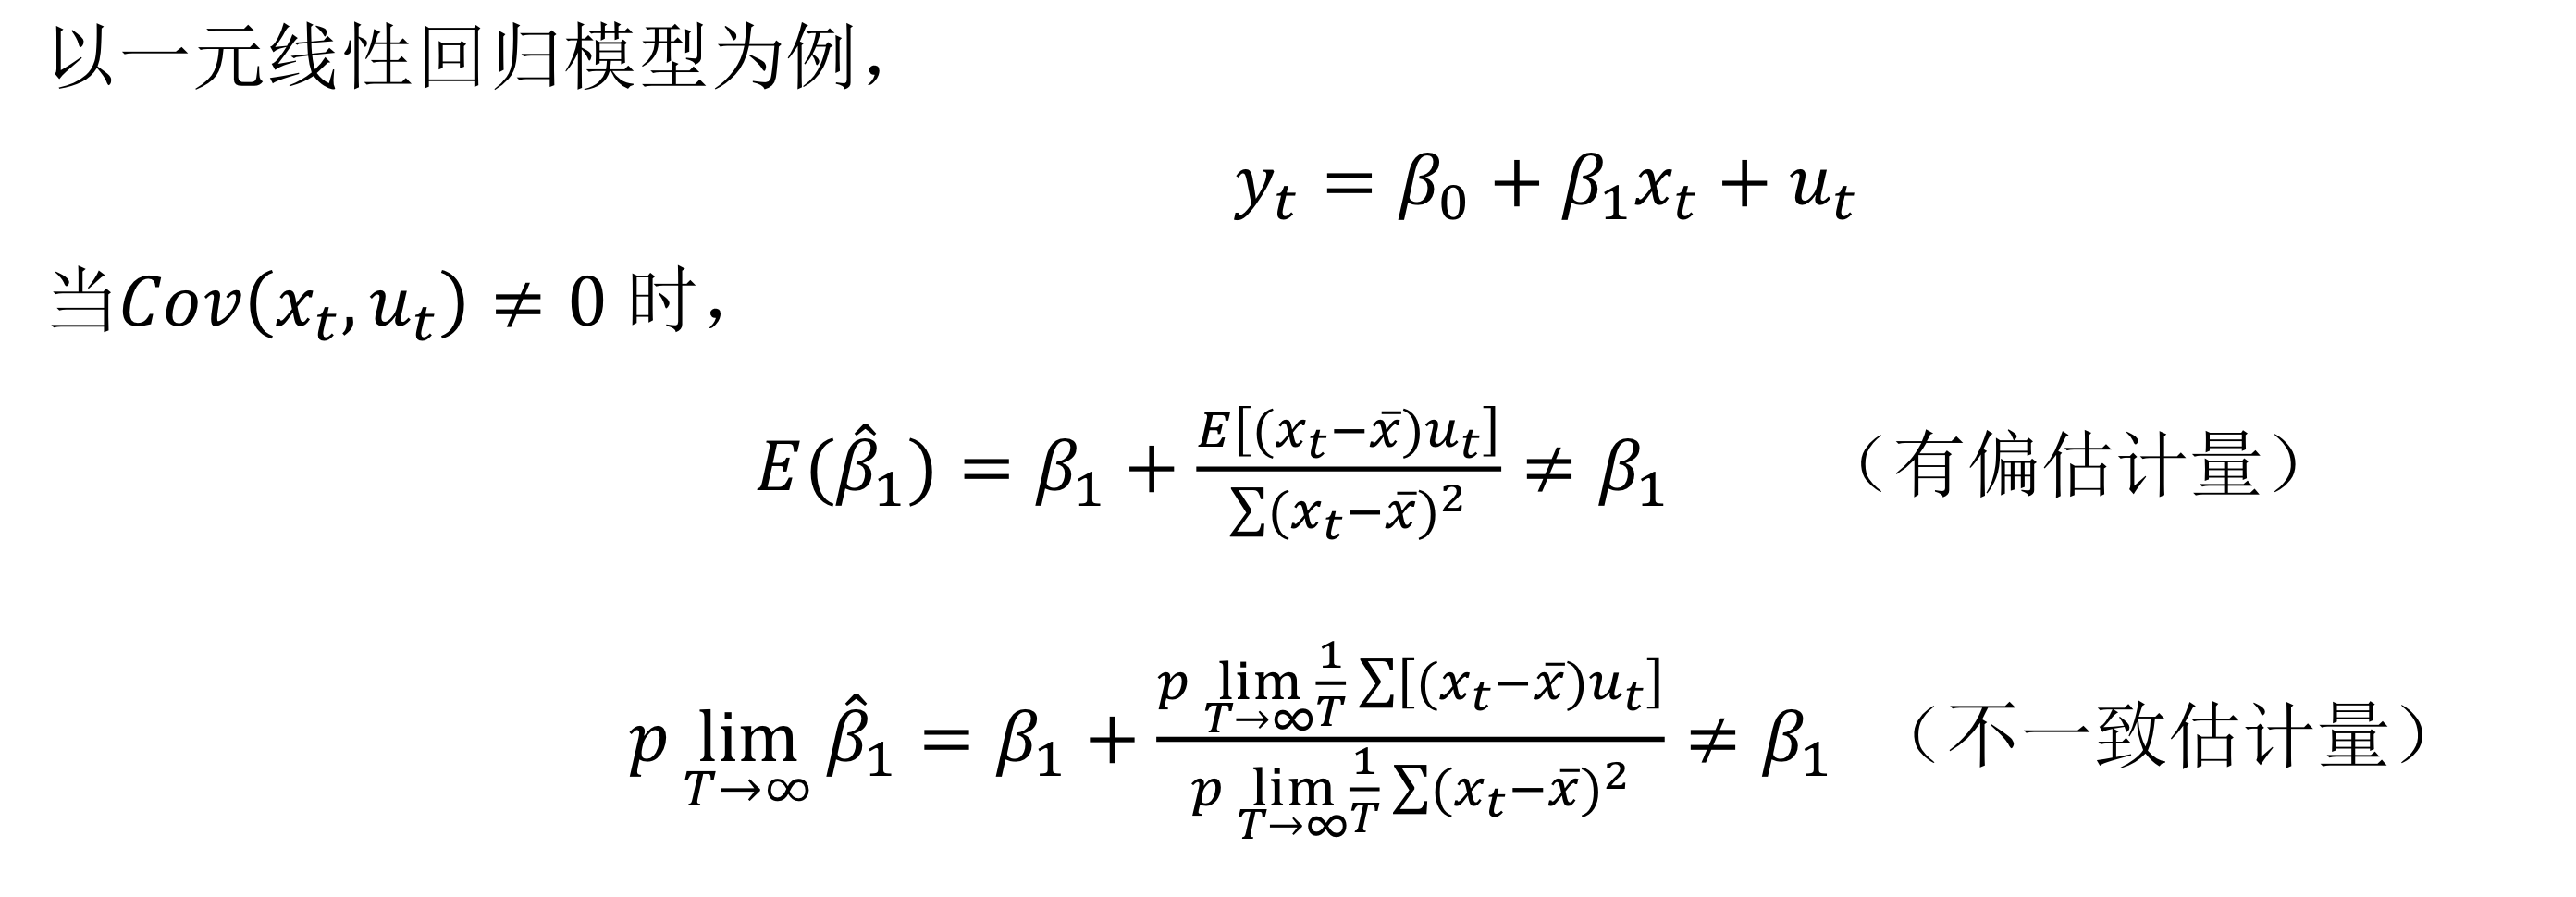 以一元线性回归模型为例，
y_t = β_0 + β_1x_t + u_t
当Cov(x_t, u_t) ≠ 0 时，
E(β̂_1) = β_1 + E[(x_t−x̄)u_t] / ∑(x_t−x̄)² ≠ β_1 （有偏估计量）
p lim_{T→∞} β̂_1 = β_1 + p lim_{T→∞} 1/T ∑[(x_t−x̄)u_t] / p lim_{T→∞} 1/T ∑(x_t−x̄)² ≠ β_1 （不一致估计量）